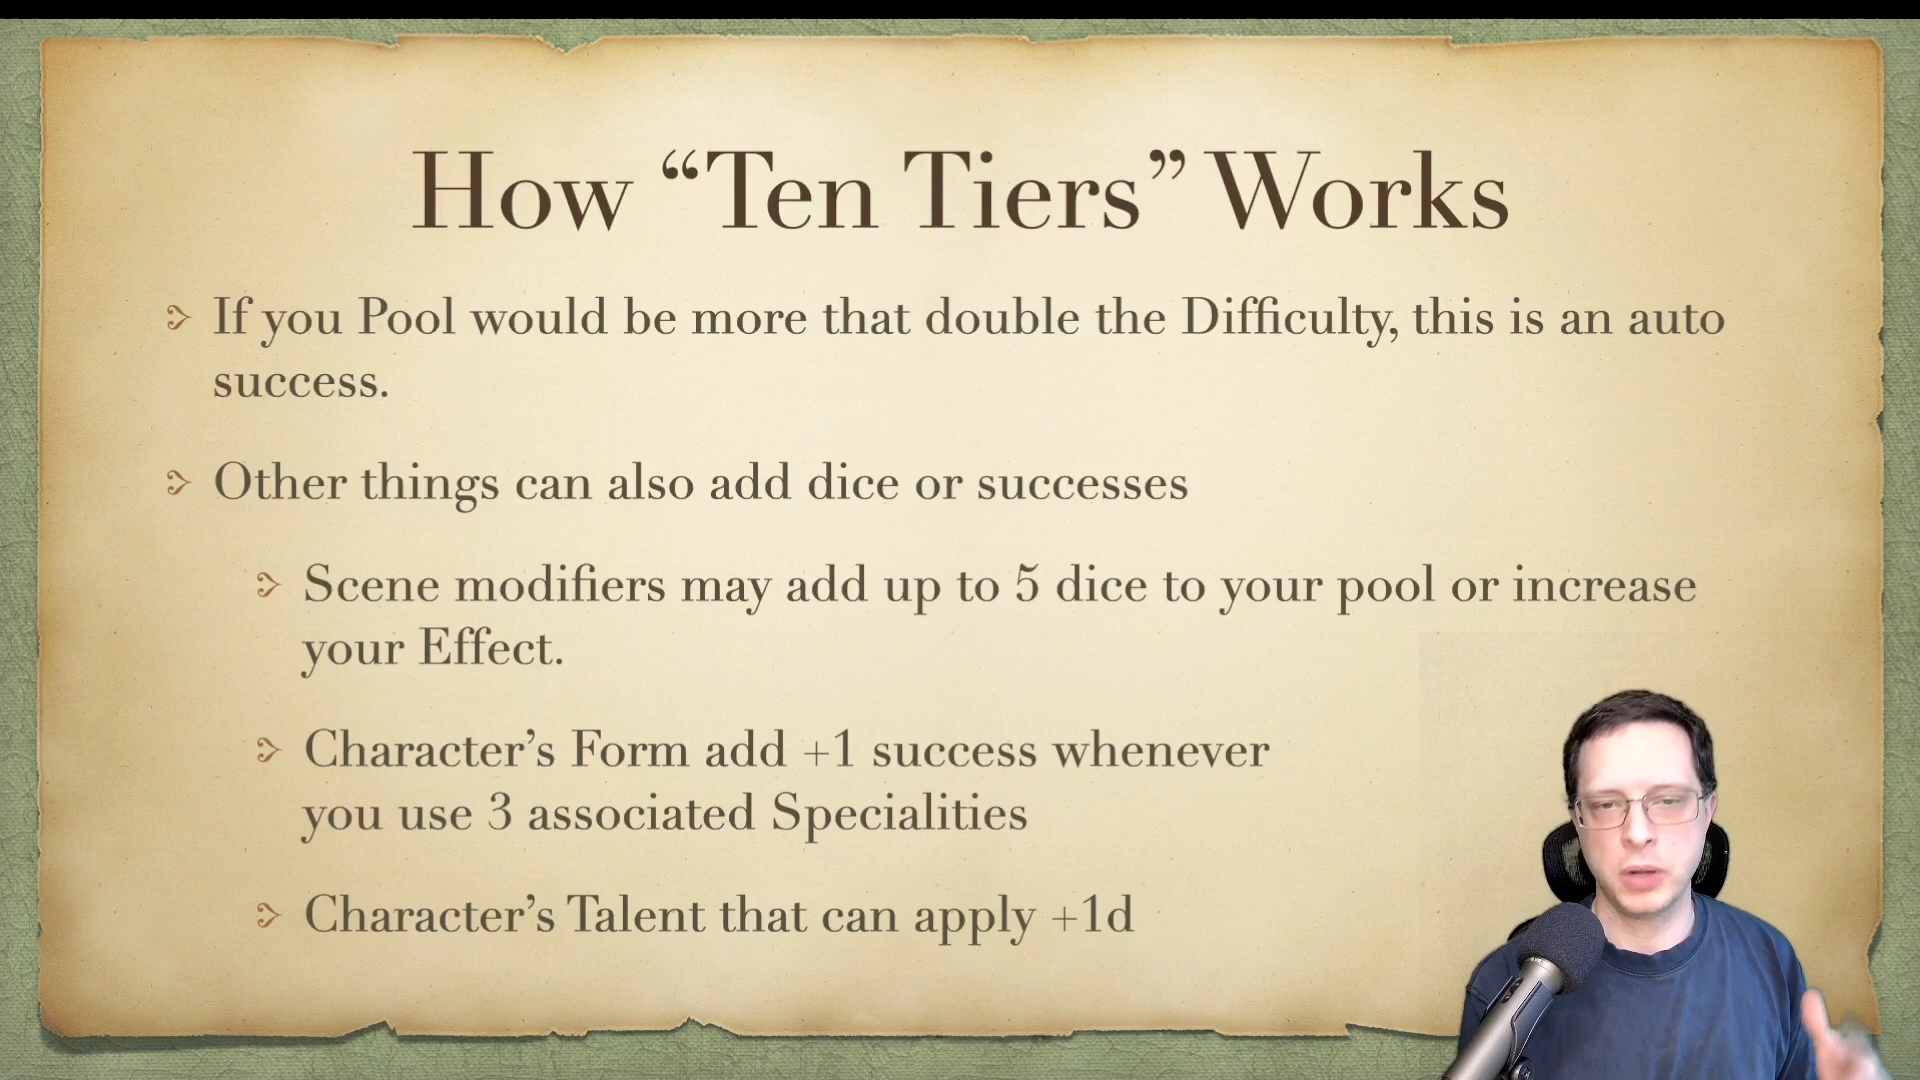 How “Ten Tiers” Works
If you Pool would be more that double the Difficulty, this is an auto
success.
Other things can also add dice or successes
Scene modifiers may add up to 5 dice to your pool or increase
your Effect.
Character’s Form add +1 success whenever
you use 3 associated Specialities
Character’s Talent that can apply +1d